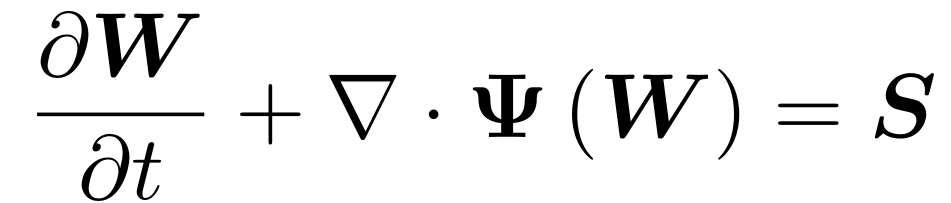 ∂𝑾/∂t + ∇ · 𝚿 (𝑾) = 𝑺